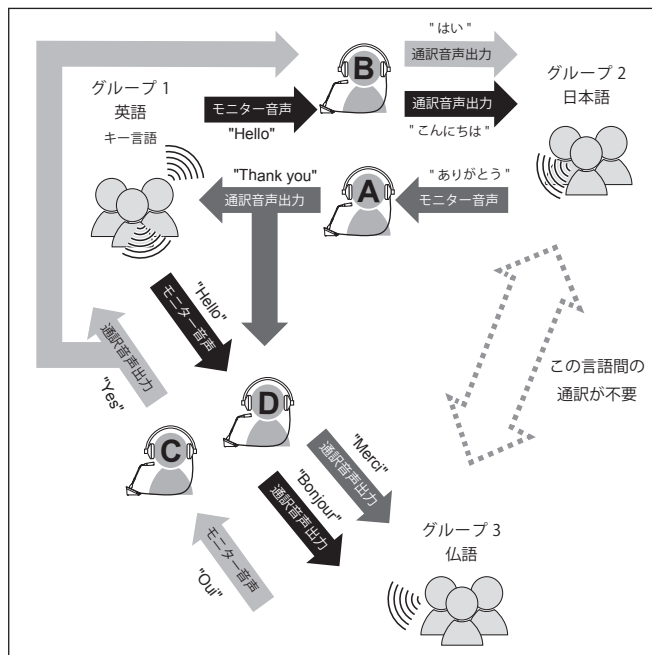 " はい "
通訳音声出力
B
グループ 1
英語
キー言語
モニター音声
"Hello"
通訳音声出力
" こんにちは "
グループ 2
日本語
"Thank you"
通訳音声出力
A
" ありがとう "
モニター音声
"Hello"
モニター音声
通訳音声出力
"Yes"
この言語間の
通訳が不要
D
C
"Merci"
通訳音声出力
"Bonjour"
通訳音声出力
モニター音声
"Oui"
グループ 3
仏語